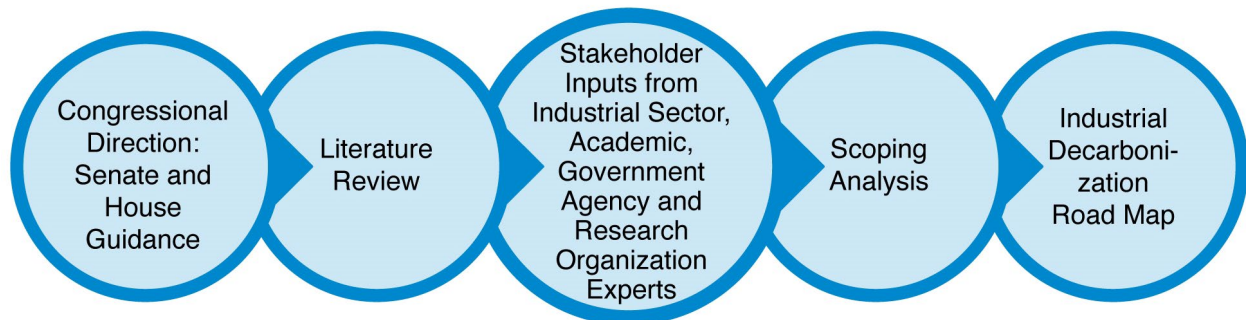 Congressional
Direction:
Senate and
House
Guidance
Literature
Review
Stakeholder
Inputs from
Industrial Sector,
Academic,
Government
Agency and
Research
Organization
Experts
Scoping
Analysis
Industrial
Decarboni-
zation
Road Map